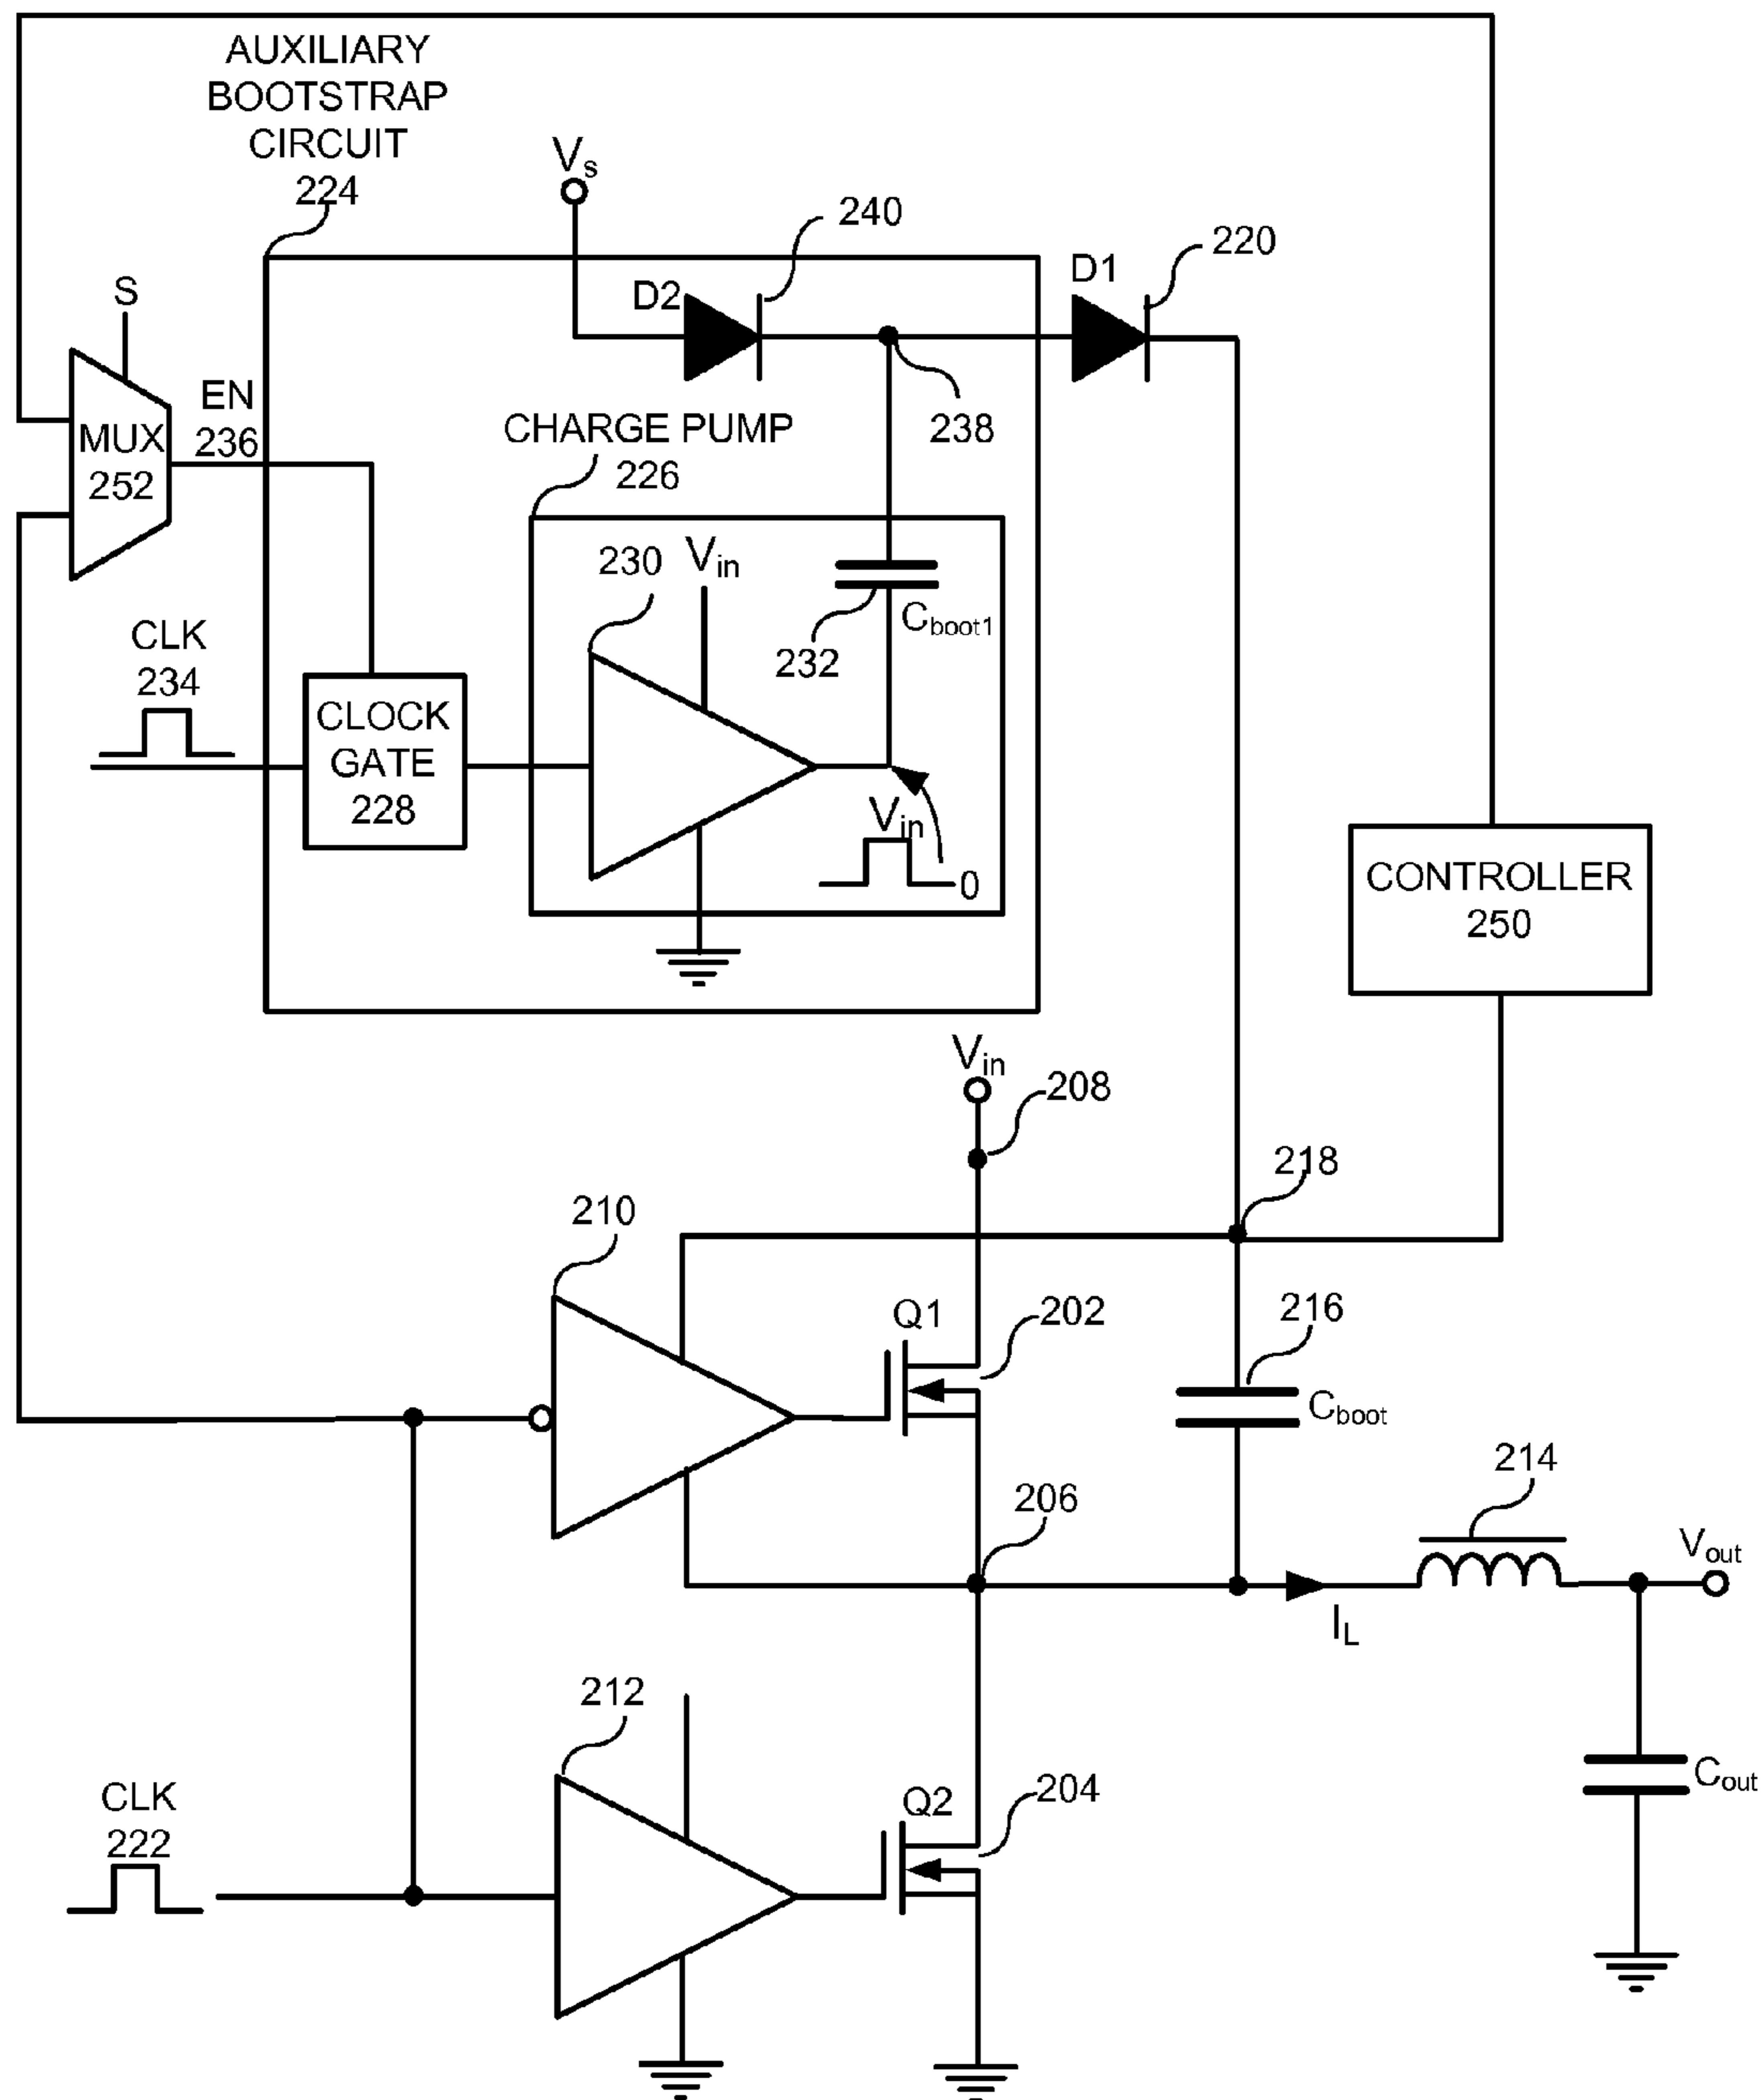 AUXILIARY
BOOTSTRAP
CIRCUIT
224
Vs
240
220
D2
D1
S
EN
236
MUX
252
238
CHARGE PUMP
226
230
Vin
Cboot1
232
CLK
234
CLOCK
GATE
228
Vin
0
CONTROLLER
250
Vin
208
218
210
Q1
202
216
Cboot
206
214
Vout
IL
212
Q2
204
Cout
CLK
222